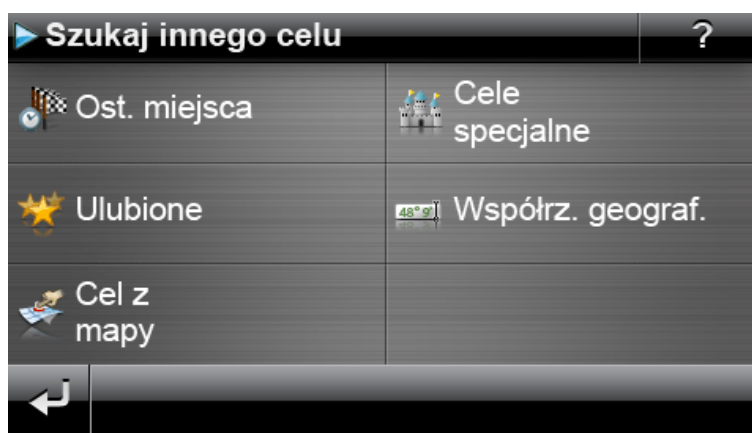 Szukaj innego celu
?
Ost. miejsca
Cele
specjalne
Ulubione
48° 9'
Współrz. geograf.
Cel z
mapy